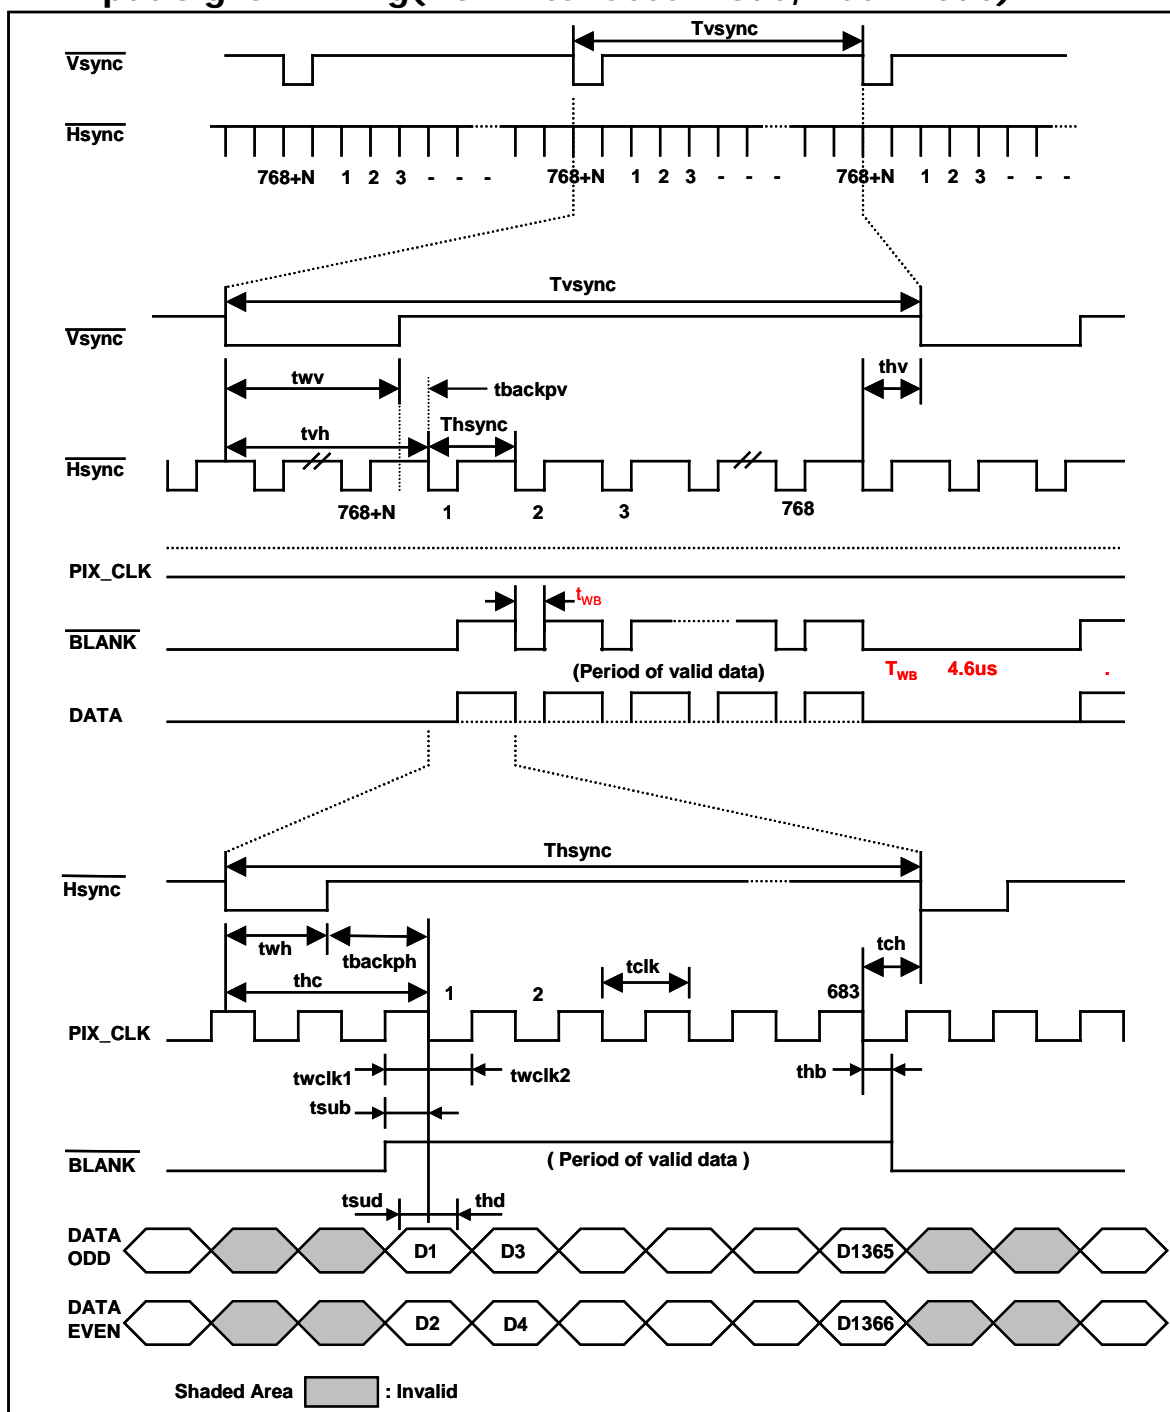 Tvsync
Vsync
Hsync
768+N 1 2 3 - - - 768+N 1 2 3 - - - 768+N 1 2 3 - - -
Tvsync
Vsync
twv tbackpv thv
tvh Thsync
Hsync
768+N 1 2 3 768
PIX_CLK
tWB
BLANK
(Period of valid data) TWB 4.6us .
DATA
Thsync
Hsync
twh tbackph tch
thc 1 2 tclk 683
PIX_CLK
twclk1 twclk2 thb
tsub
BLANK ( Period of valid data )
tsud thd
DATA ODD D1 D3 D1365
DATA EVEN D2 D4 D1366
Shaded Area : Invalid